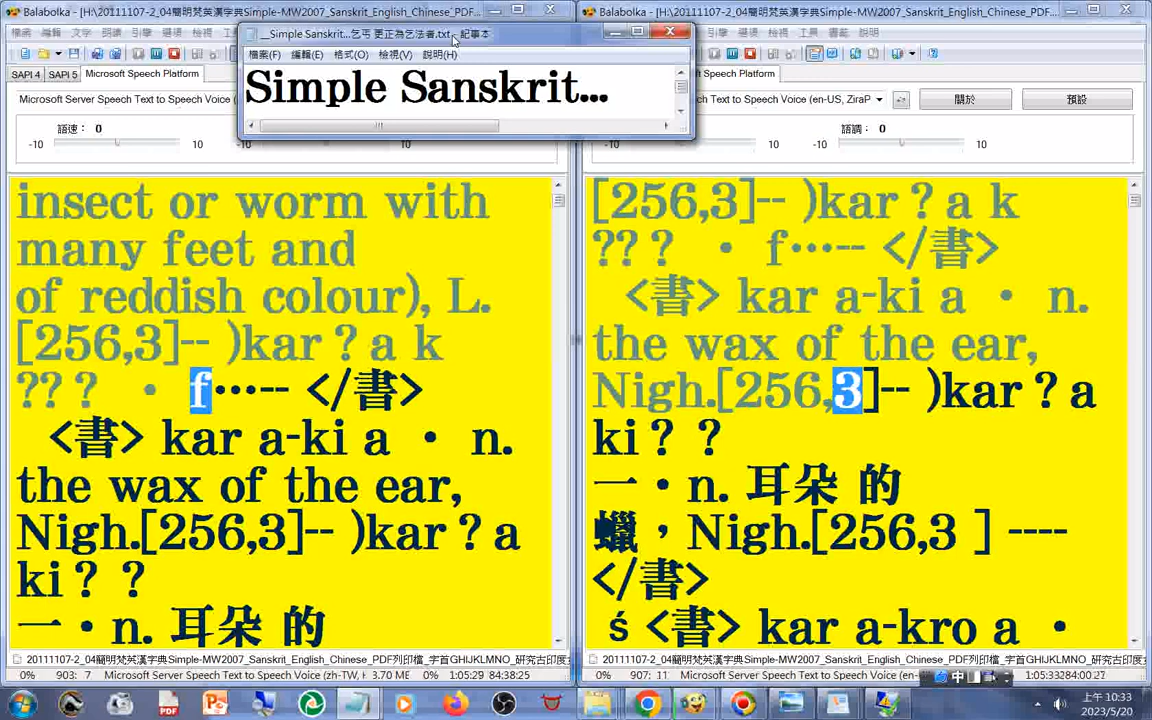 Balabolka - [H:\20111107-2_04簡明梵英漢字典Simple-MW2007_Sanskrit_English_Chinese_PDF...
SAPI 4
SAPI 5
Microsoft Speech Platform
Microsoft Server Speech Text to Speech Voice (
語速： 0
-10
10
-10
10
insect or worm with
many feet and
of reddish colour), L.
[256,3]-- )kar？a k
??？ • f…-- </書>
<書> kar a-ki a • n.
the wax of the ear,
Nigh.[256,3]-- )kar？a
ki？？
一•n. 耳朵 的
20111107-2_04簡明梵英漢字典Simple-MW2007_Sanskrit_English_Chinese_PDF列印檔_字首GHIJKLMNO_研究古印度
0%
903: 7
Microsoft Server Speech Text to Speech Voice (zh-TW, H
3.70 ME
0%
1:05:29
84:38:25
__Simple Sanskrit...乞丐 更正為乞法者.txt - 記事本
檔案(F)
編輯(E)
格式(O)
檢視(V)
說明(H)
Simple Sanskrit...
Balabolka - [H:\20111107-2_04簡明梵英漢字典Simple-MW2007_Sanskrit_English_Chinese_PDF...
Speech Platform
ch Text to Speech Voice (en-US, ZiraP
關於
預設
語調： 0
10
-10
10
[256,3]-- )kar？a k
??？ • f…-- </書>
<書> kar a-ki a • n.
the wax of the ear,
Nigh.[256,3]-- )kar？a
ki？？
一•n. 耳朵 的
蠟，Nigh.[256,3 ] ----
</書>
ś <書> kar a-kro a •
20111107-2_04簡明梵英漢字典Simple-MW2007_Sanskrit_English_Chinese_PDF列印檔_字首GHIJKLMNO_研究古印度
0%
907: 11
Microsoft Server Speech Text to Speech Voice (en-US
1:05:33
84:00:27
中
上午 10:33
2023/5/20